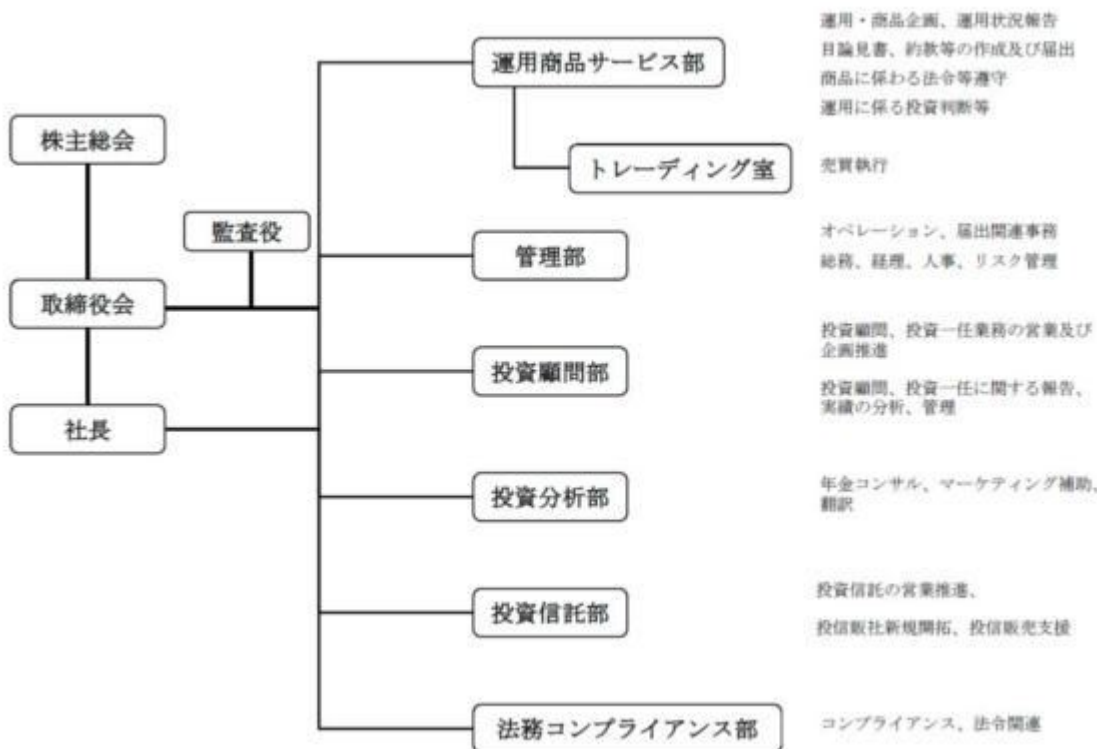 運用商品サービス部
運用・商品企画、運用状況報告
目論見書、約款等の作成及び届出
商品に係わる法令等遵守
運用に係る投資判断等
株主総会
トレーディング室
売買執行
監査役
管理部
オペレーション、届出関連事務
総務、経理、人事、リスク管理
取締役会
投資顧問部
投資顧問、投資一任業務の営業及び
企画推進
投資顧問、投資一任に関する報告、
実績の分析、管理
社長
投資分析部
年金コンサル、マーケティング補助、
翻訳
投資信託部
投資信託の営業推進、
投信販社新規開拓、投信販売支援
法務コンプライアンス部
コンプライアンス、法令関連